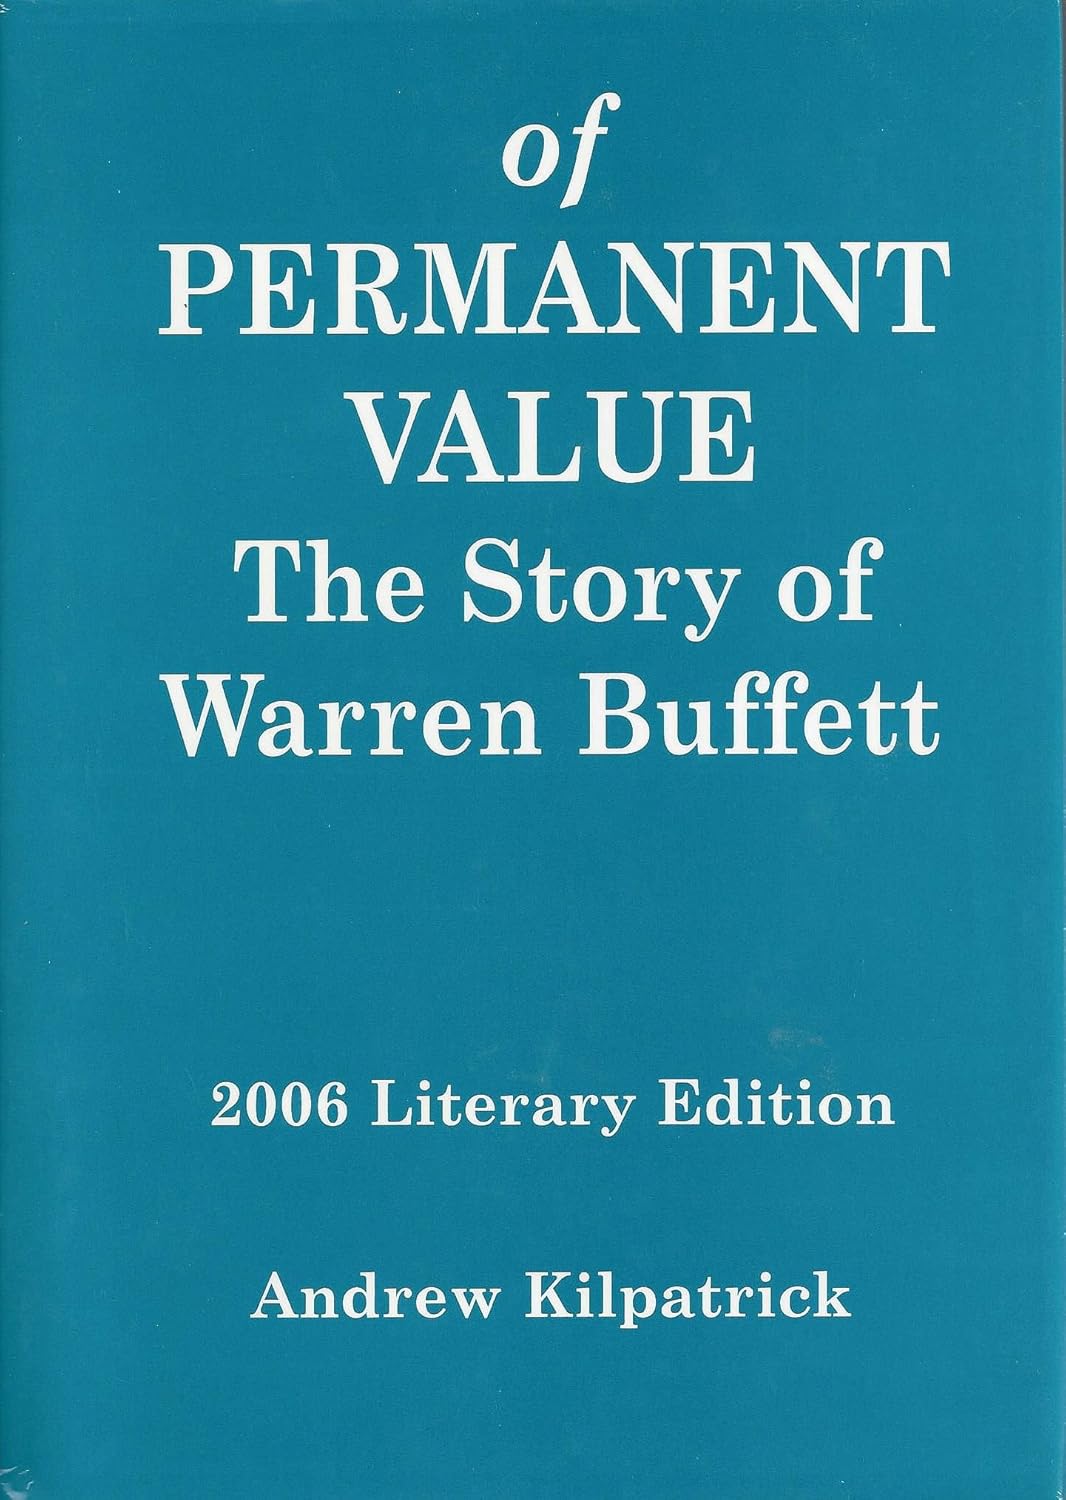 of
PERMANENT
VALUE
The Story of
Warren Buffett
2006 Literary Edition
Andrew Kilpatrick